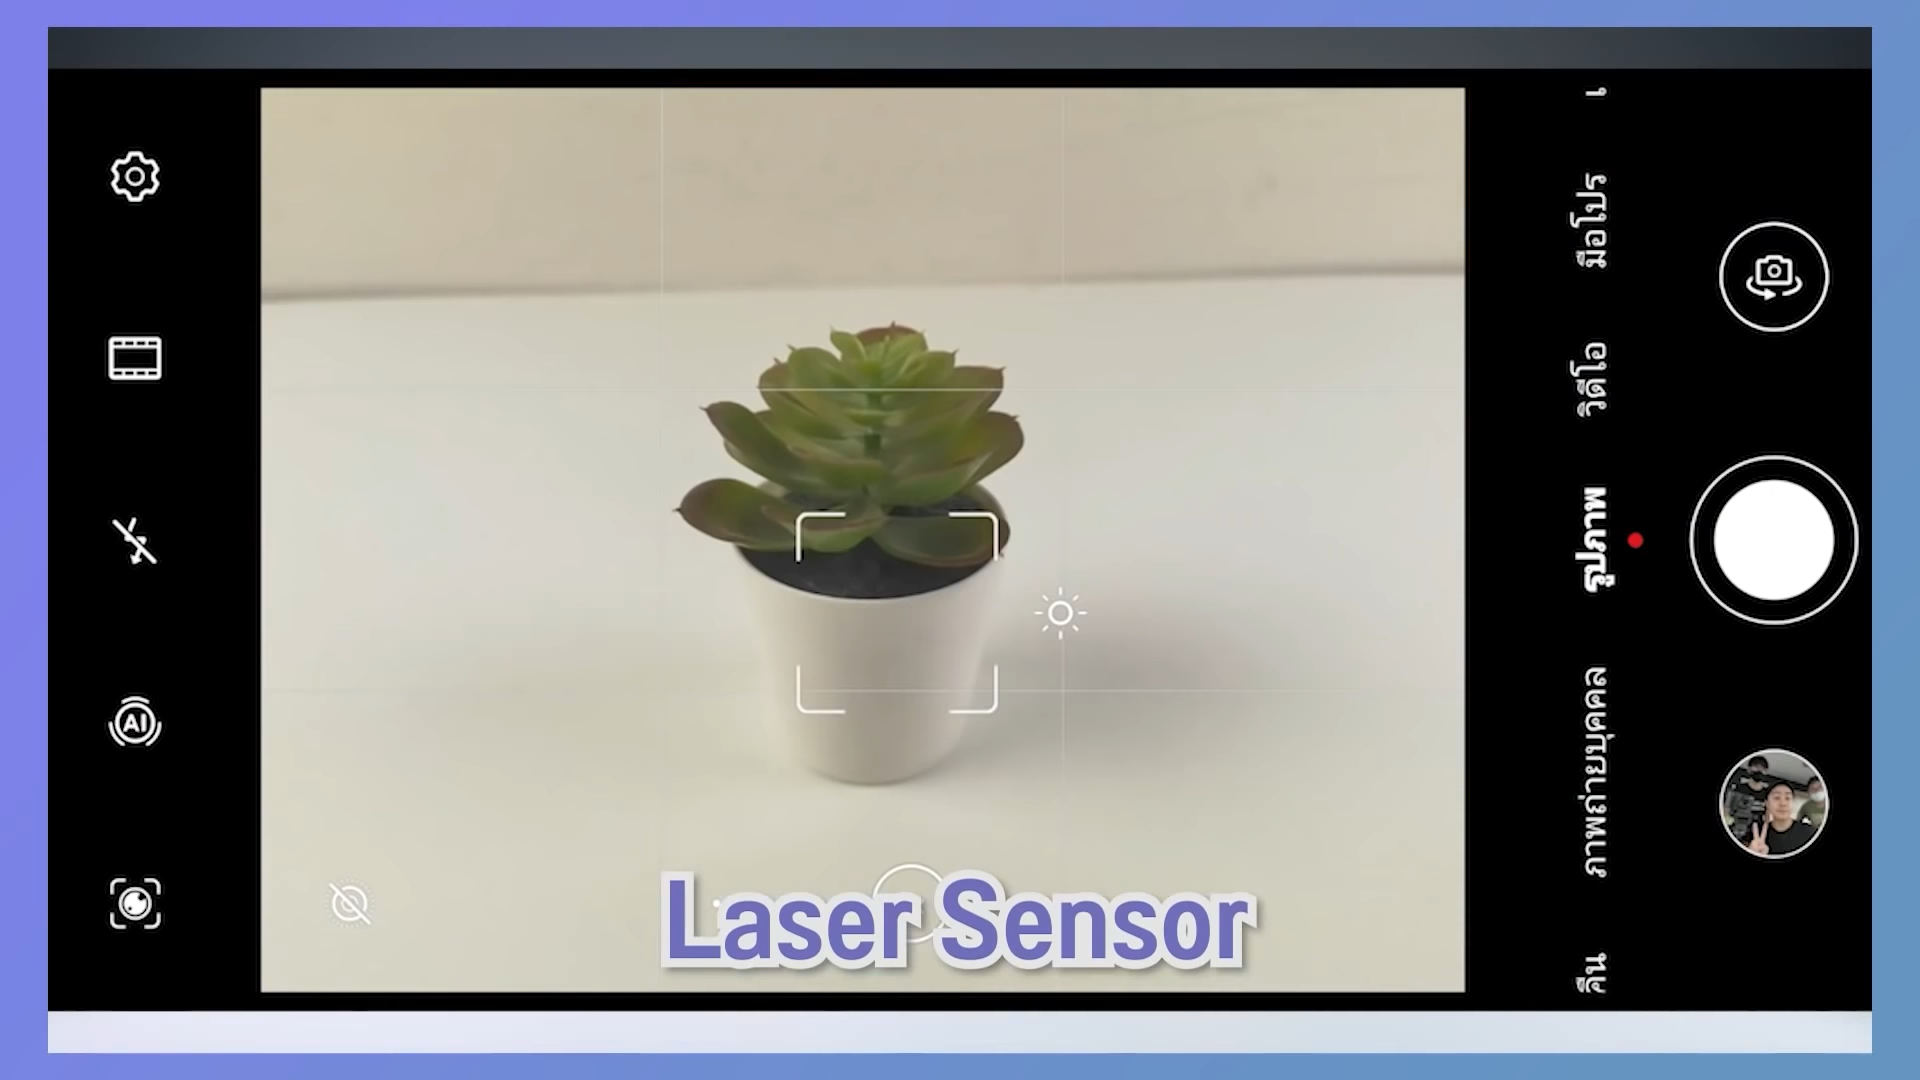 มือโปร
วิดีโอ
รูปภาพ
ภาพถ่ายบุคคล
คืน
AI
Laser Sensor